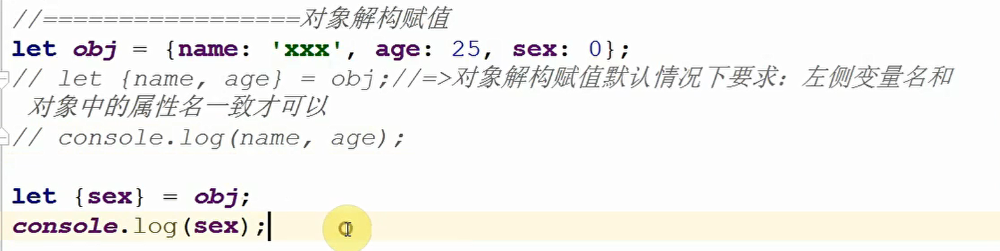 //=================对象解构赋值
let obj = {name: 'xxx', age: 25, sex: 0};
// let {name, age} = obj;//=>对象解构赋值默认情况下要求：左侧变量名和
对象中的属性名一致才可以
// console.log(name, age);
let {sex} = obj;
console.log(sex);